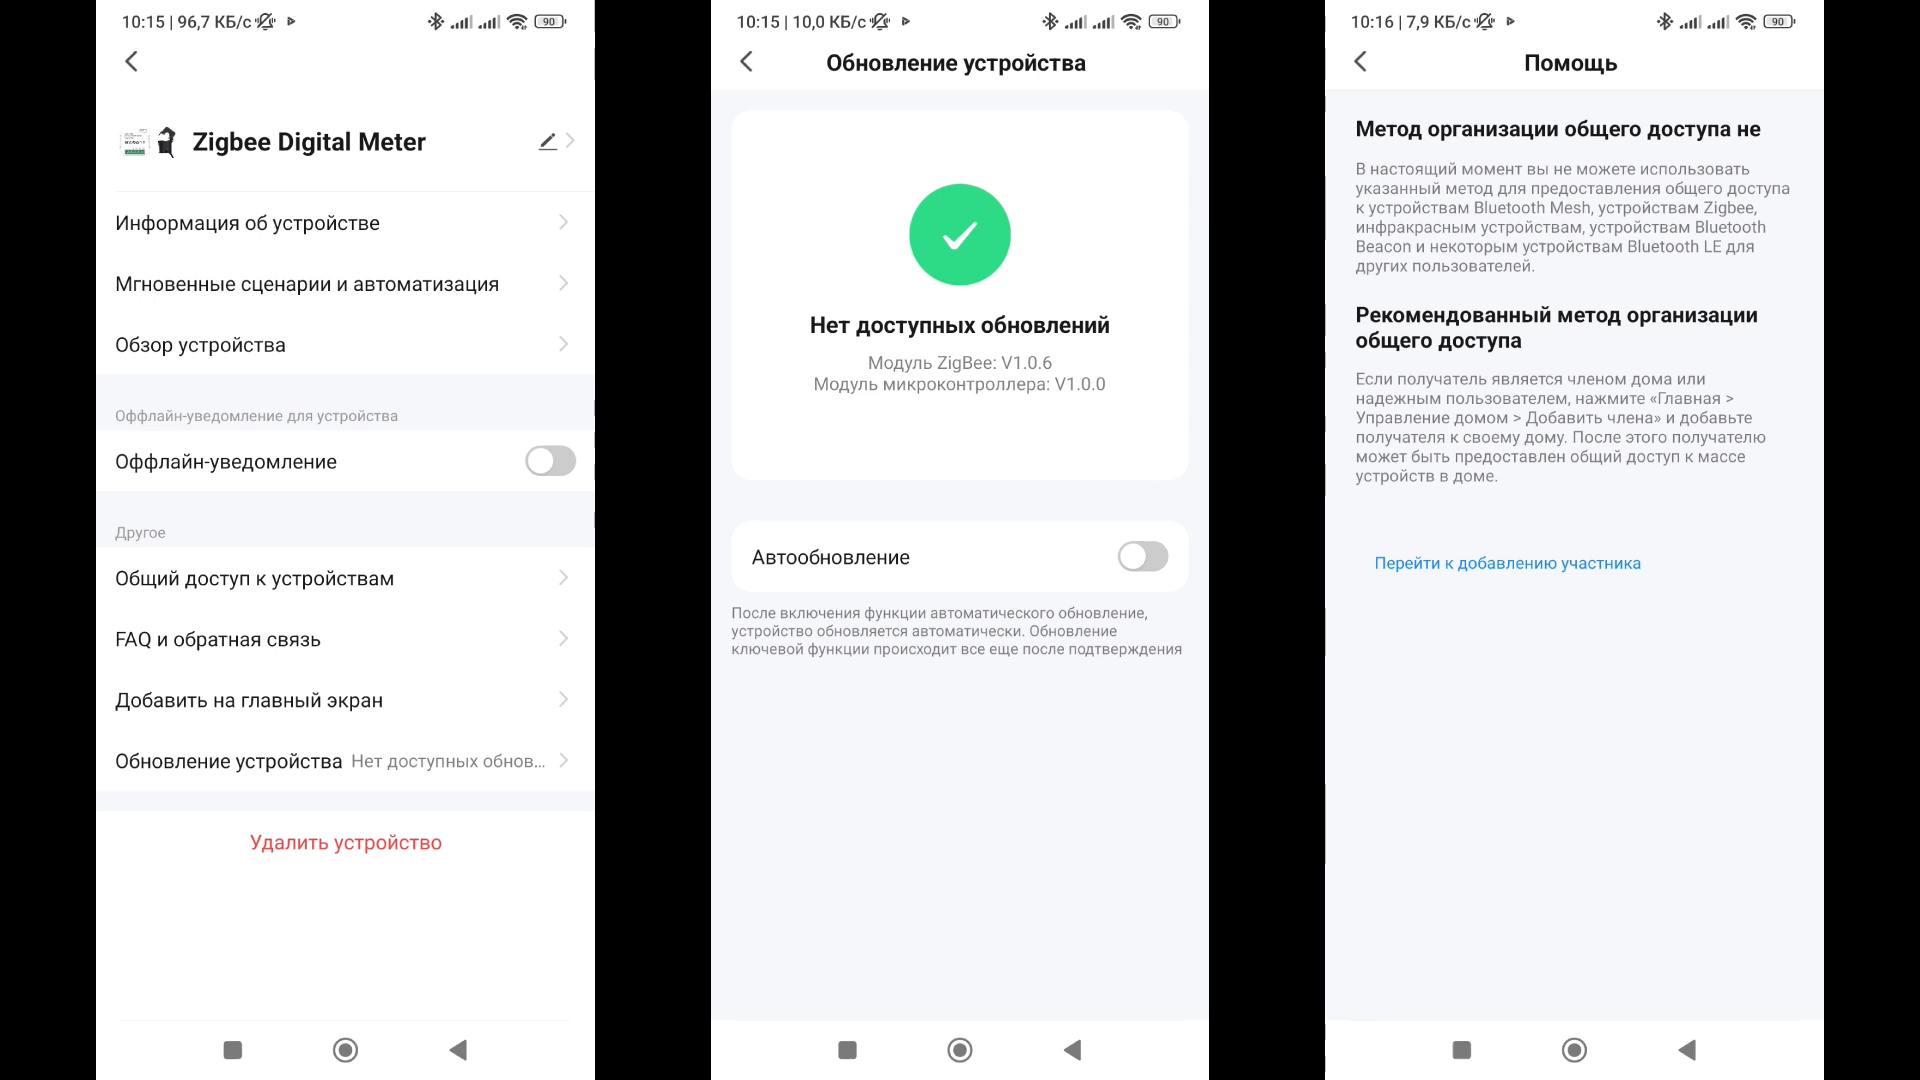 10:15 | 96,7 КБ/с
90
Zigbee Digital Meter
Информация об устройстве
Мгновенные сценарии и автоматизация
Обзор устройства
Оффлайн-уведомление для устройства
Оффлайн-уведомление
Другое
Общий доступ к устройствам
FAQ и обратная связь
Добавить на главный экран
Обновление устройства Нет доступных обнов...
Удалить устройство
10:15 | 10,0 КБ/с
90
Обновление устройства
Нет доступных обновлений
Модуль ZigBee: V1.0.6
Модуль микроконтроллера: V1.0.0
Автообновление
После включения функции автоматического обновление,
устройство обновляется автоматически. Обновление
ключевой функции происходит все еще после подтверждения
10:16 | 7,9 КБ/с
90
Помощь
Метод организации общего доступа не
В настоящий момент вы не можете использовать
указанный метод для предоставления общего доступа
к устройствам Bluetooth Mesh, устройствам Zigbee,
инфракрасным устройствам, устройствам Bluetooth
Beacon и некоторым устройствам Bluetooth LE для
других пользователей.
Рекомендованный метод организации
общего доступа
Если получатель является членом дома или
надежным пользователем, нажмите «Главная >
Управление домом > Добавить члена» и добавьте
получателя к своему дому. После этого получателю
может быть предоставлен общий доступ к массе
устройств в доме.
Перейти к добавлению участника